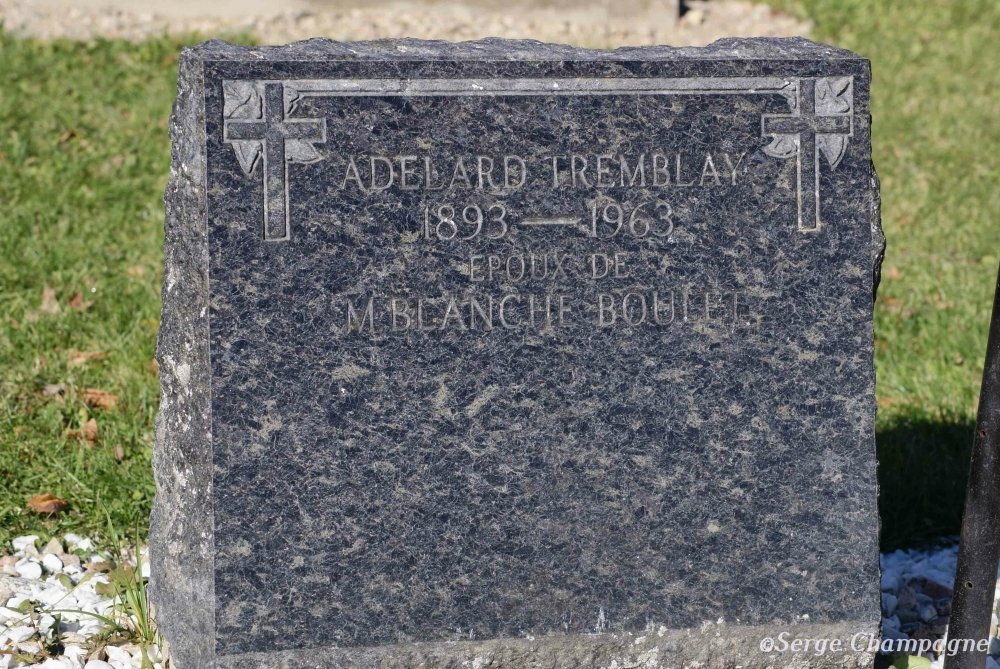 ADELARD TREMBLAY
1893 — 1963
EPOUX DE
M. BLANCHE BOULET
©Serge Champagne